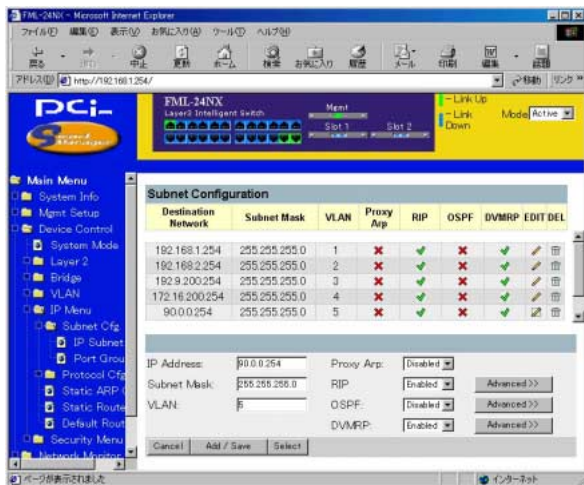 FML-24NX - Microsoft Internet Explorer
ファイル(F) 編集(E) 表示(V) お気に入り(A) ツール(T) ヘルプ(H)
戻る 中止 更新 ホーム 検索 お気に入り 履歴 メール 印刷 編集
アドレス(D) http://192.168.1.254/ 移動 リンク
PCi
FML-24NX
Layer3 Intelligent Switch
Mgmt
Slot 1 Slot 2
Link Up
Link Down
Mode Active
Main Menu
System Info
Mgmt Setup
Device Control
System Mode
Layer 2
Bridge
VLAN
IP Menu
Subnet Cfg
IP Subnet
Port Grou
Protocol Cfg
Static ARP
Static Route
Default Rout
Security Menu
Network Monitor
Subnet Configuration
Destination Network Subnet Mask VLAN Proxy Arp RIP OSPF DVMRP EDIT DEL
192.168.1.254 255.255.255.0 1
192.168.2.254 255.255.255.0 2
192.9.200.254 255.255.255.0 3
172.16.200.254 255.255.255.0 4
90.0.0.254 255.255.255.0 5
IP Address: 90.0.0.254 Proxy Arp: Disabled
Subnet Mask: 255.255.255.0 RIP Enabled Advanced >>
VLAN: 5 OSPF: Disabled Advanced >>
DVMRP: Enabled Advanced >>
Cancel Add / Save Select
ページが表示されました インターネット